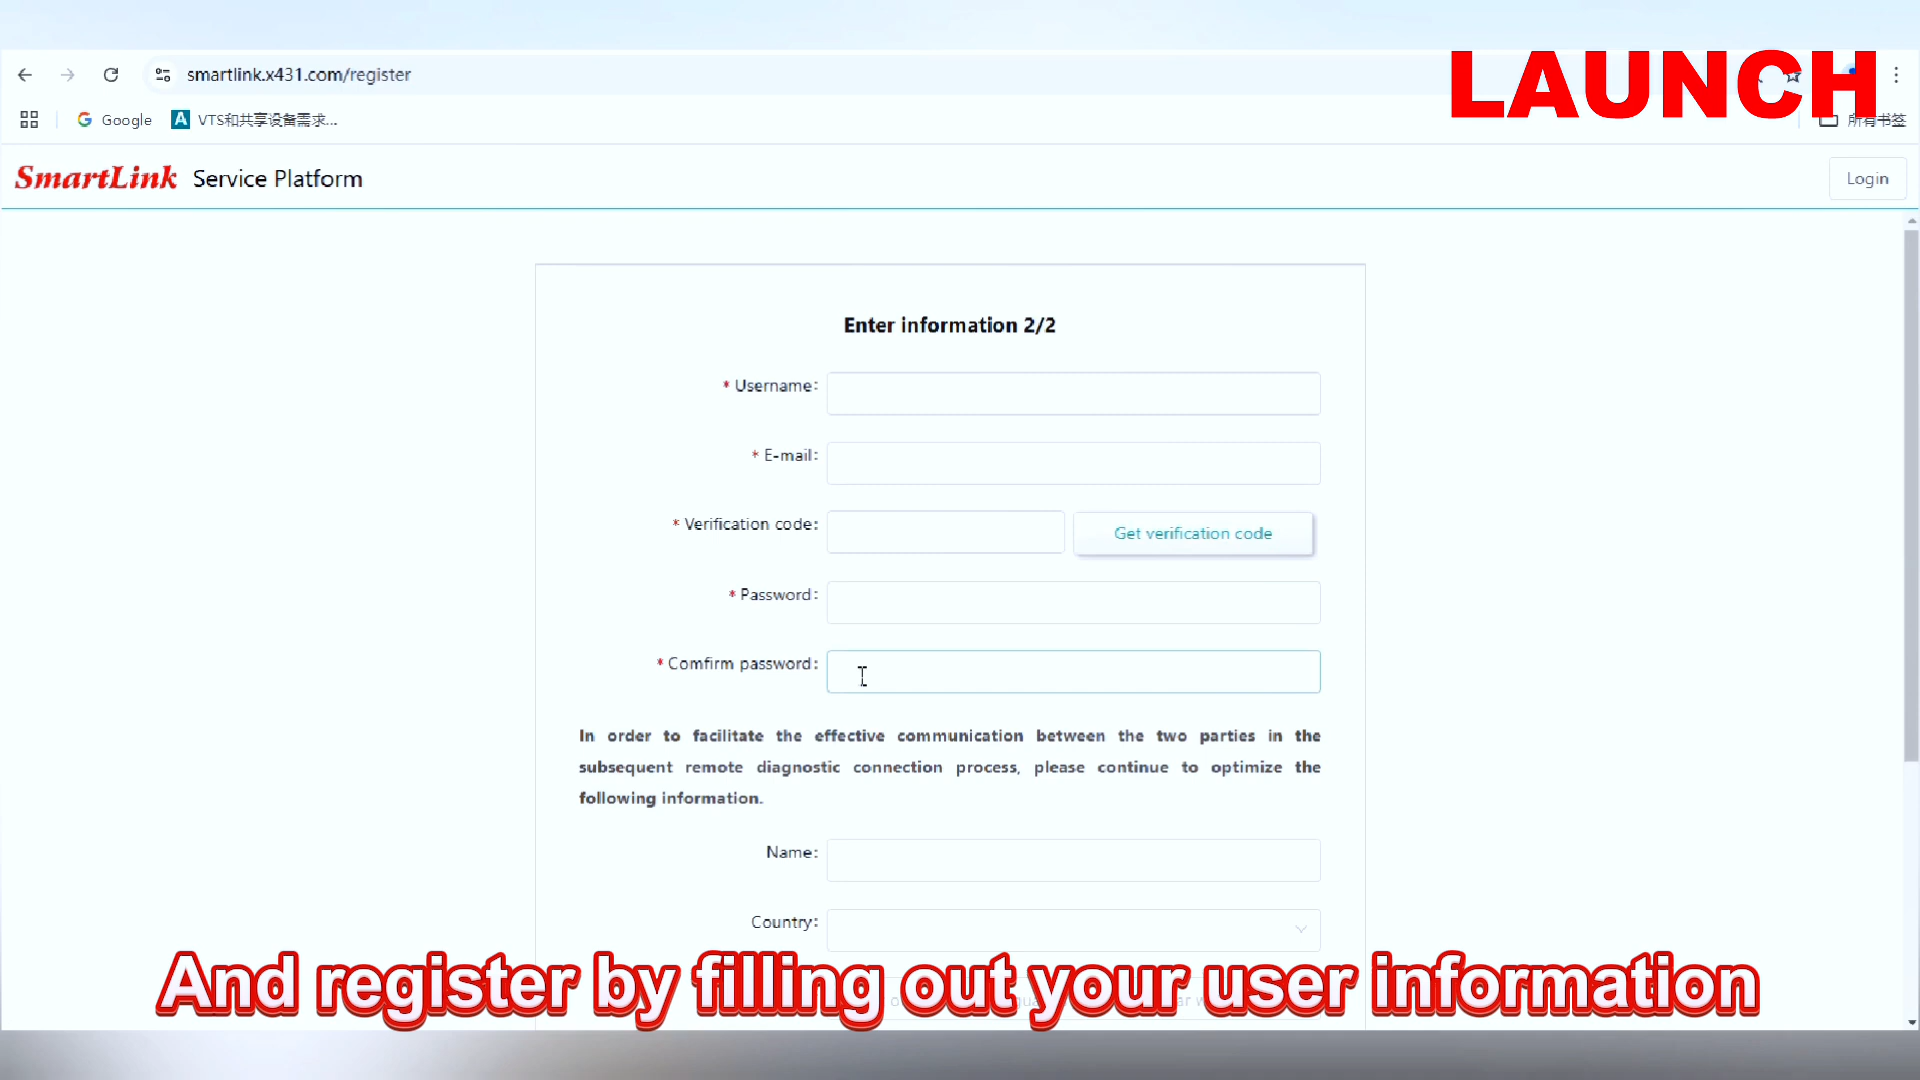 smartlink.x431.com/register
LAUNCH
Google
VTS和共享设备需求...
所有书签
SmartLink Service Platform
Login
Enter information 2/2
* Username:
* E-mail:
* Verification code:
Get verification code
* Password:
* Comfirm password:
In order to facilitate the effective communication between the two parties in the
subsequent remote diagnostic connection process, please continue to optimize the
following information.
Name:
Country:
And register by filling out your user information